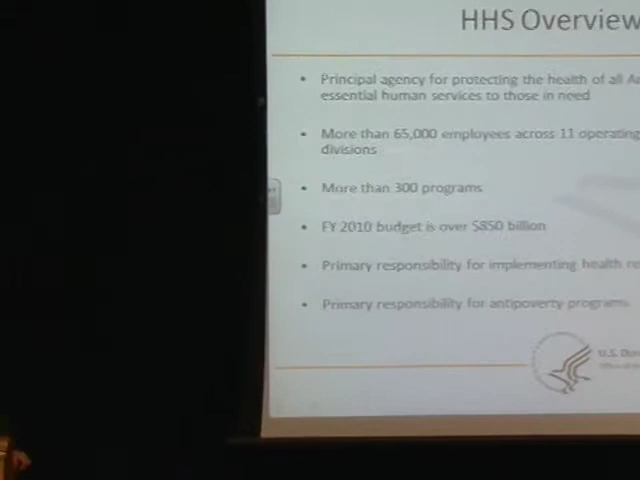 HHS Overview
• Principal agency for protecting the health of all
essential human services to those in need
• More than 65,000 employees across 11 operating
divisions
• More than 300 programs
• FY 2010 budget is over $850 billion
• Primary responsibility for implementing health
• Primary responsibility for antipoverty programs
U.S.